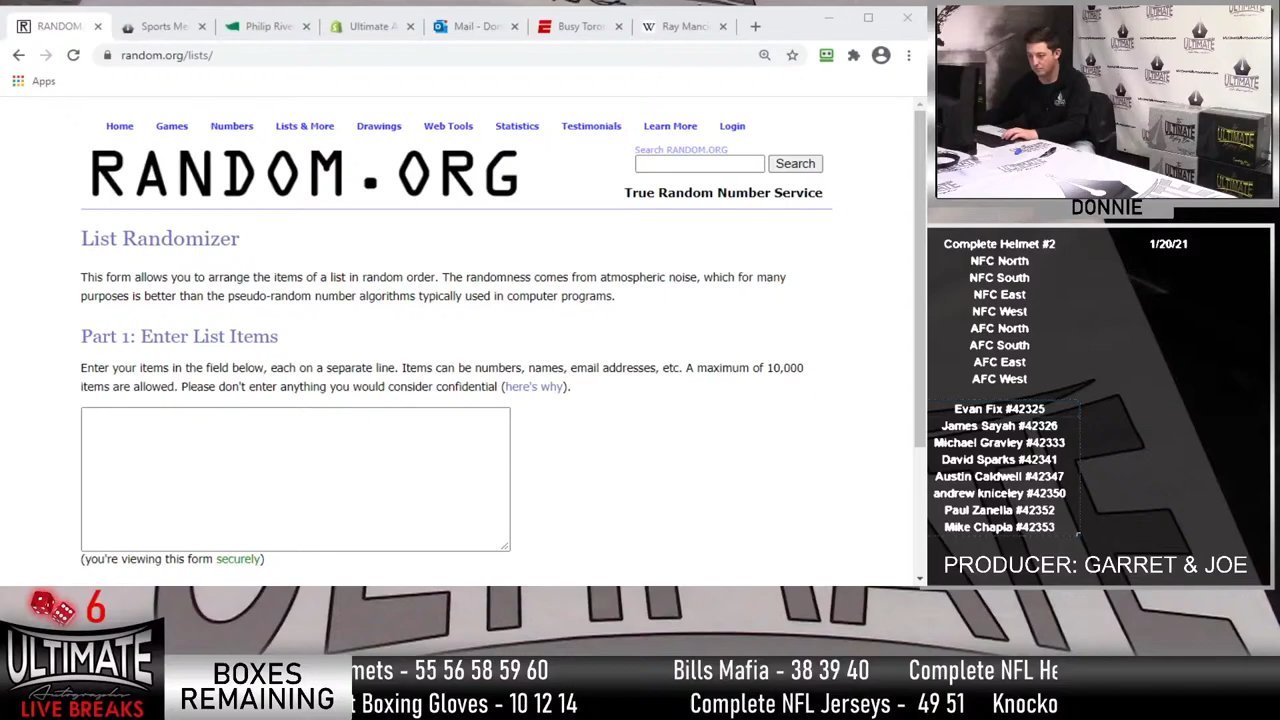 RANDOM.
Sports Me
Philip River
Ultimate A
Mail - Don
Busy Toron
Ray Manc
random.org/lists/
Apps
Home Games Numbers Lists & More Drawings Web Tools Statistics Testimonials Learn More Login
RANDOM.ORG
Search RANDOM.ORG
Search
True Random Number Service
List Randomizer
This form allows you to arrange the items of a list in random order. The randomness comes from atmospheric noise, which for many
purposes is better than the pseudo-random number algorithms typically used in computer programs.
Part 1: Enter List Items
Enter your items in the field below, each on a separate line. Items can be numbers, names, email addresses, etc. A maximum of 10,000
items are allowed. Please don't enter anything you would consider confidential (here's why).
(you're viewing this form securely)
ULTIMATE
DONNIE
Complete Helmet #2 1/20/21
NFC North
NFC South
NFC East
NFC West
AFC North
AFC South
AFC East
AFC West
Evan Fix #42325
James Sayah #42326
Michael Gravley #42333
David Sparks #42341
Austin Caldwell #42347
andrew kniceley #42350
Paul Zanella #42352
Mike Chapla #42353
PRODUCER: GARRET & JOE
6
ULTIMATE
Autographs
LIVE BREAKS
BOXES
REMAINING
mets - 55 56 58 59 60 Bills Mafia - 38 39 40 Complete NFL He
t Boxing Gloves - 10 12 14 Complete NFL Jerseys - 49 51 Knocko